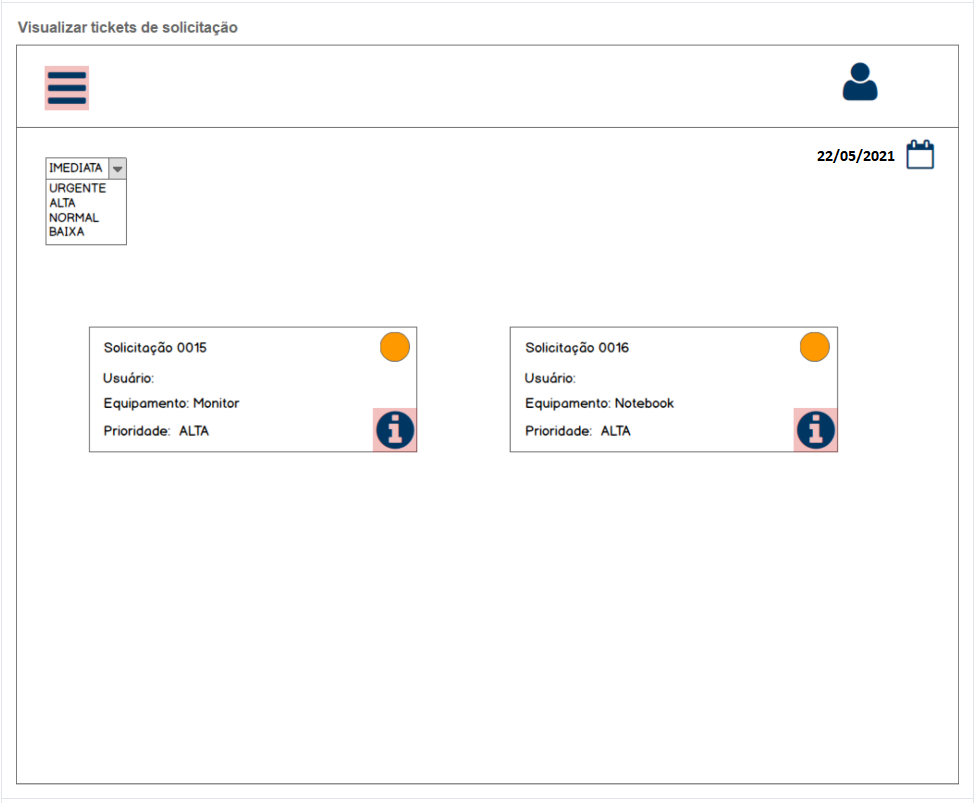 Visualizar tickets de solicitação
22/05/2021
IMEDIATA
URGENTE
ALTA
NORMAL
BAIXA
Solicitação 0015
Usuário:
Equipamento: Monitor
Prioridade: ALTA
Solicitação 0016
Usuário:
Equipamento: Notebook
Prioridade: ALTA